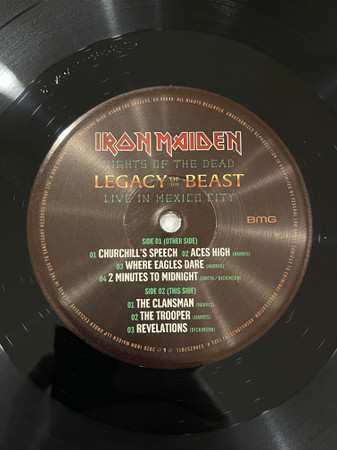 IRON MAIDEN
NIGHTS OF THE DEAD
LEGACY OF THE BEAST
LIVE IN MEXICO CITY
BMG
SIDE 01 (OTHER SIDE)
01 CHURCHILL'S SPEECH 02 ACES HIGH (HARRIS)
03 WHERE EAGLES DARE (HARRIS)
04 2 MINUTES TO MIDNIGHT (SMITH/DICKINSON)
SIDE 02 (THIS SIDE)
01 THE CLANSMAN (HARRIS)
02 THE TROOPER (HARRIS)
03 REVELATIONS (DICKINSON)